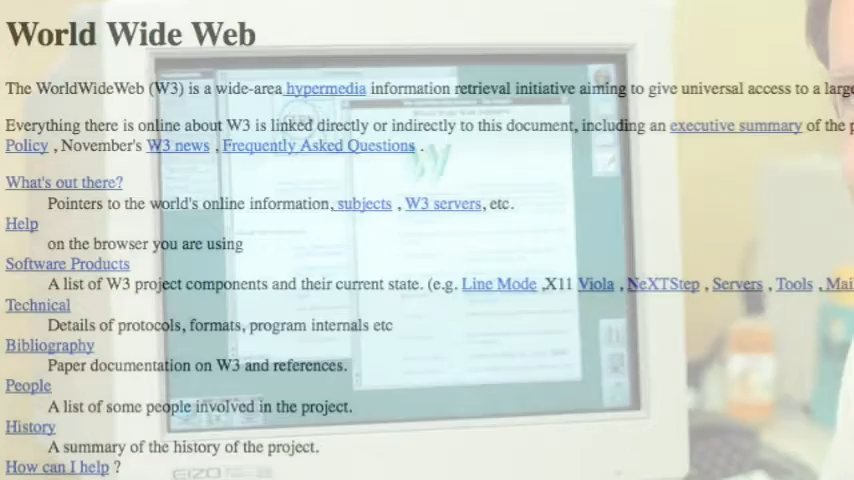 World Wide Web
The WorldWideWeb (W3) is a wide-area hypermedia information retrieval initiative aiming to give universal access to a large
Everything there is online about W3 is linked directly or indirectly to this document, including an executive summary of the
Policy , November's W3 news , Frequently Asked Questions .
What's out there?
Pointers to the world's online information, subjects , W3 servers, etc.
Help
on the browser you are using
Software Products
A list of W3 project components and their current state. (e.g. Line Mode ,X11 Viola , NeXTStep , Servers , Tools , Mai
Technical
Details of protocols, formats, program internals etc
Bibliography
Paper documentation on W3 and references.
People
A list of some people involved in the project.
History
A summary of the history of the project.
How can I help ?
EIZO